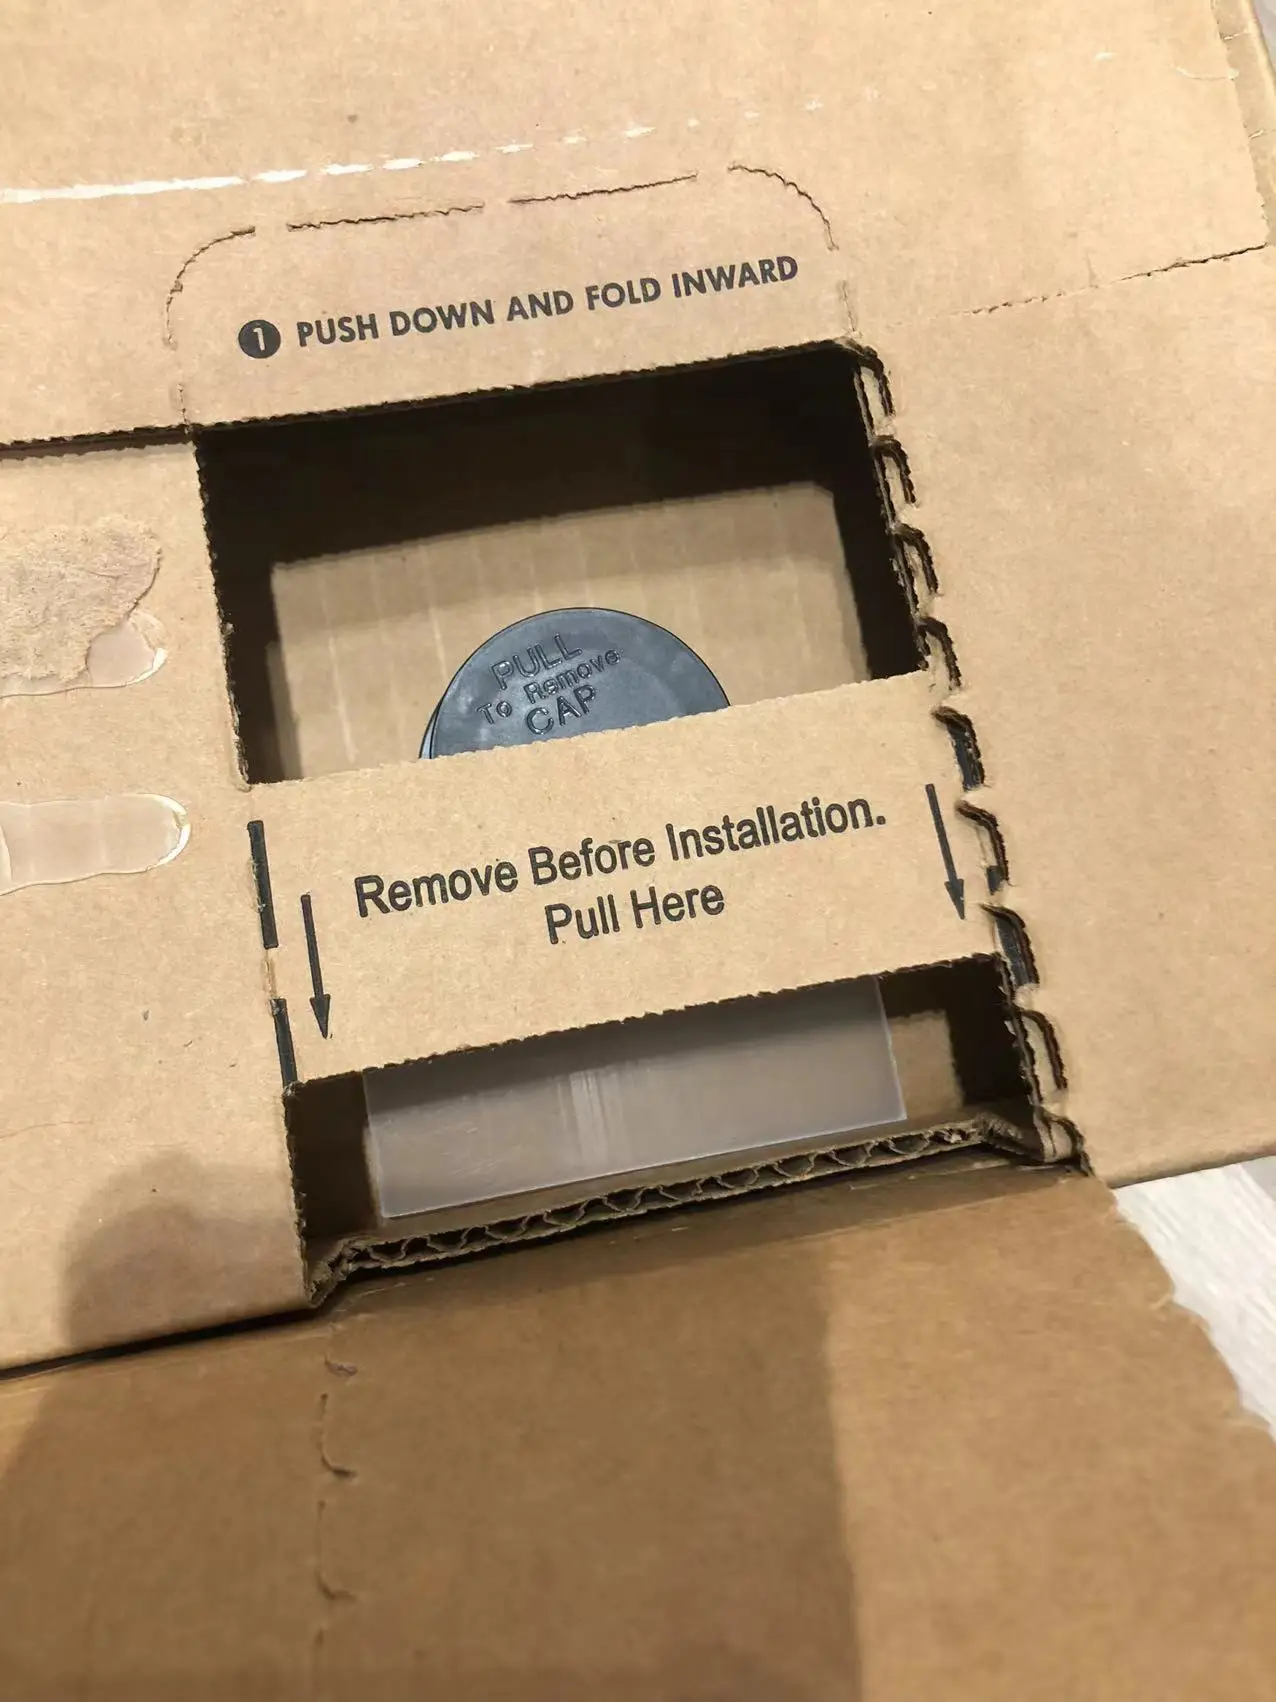 1 PUSH DOWN AND FOLD INWARD
PULL
To Remove
CAP
Remove Before Installation.
Pull Here